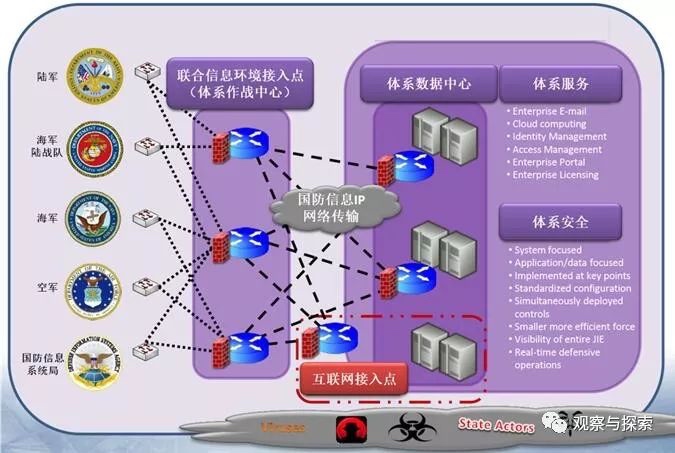 陆军
海军
陆战队
海军
空军
国防信息
系统局
联合信息环境接入点
（体系作战中心）
国防信息IP
网络传输
互联网接入点
体系数据中心
体系服务
• Enterprise E-mail
• Cloud computing
• Identity Management
• Access Management
• Enterprise Portal
• Enterprise Licensing
体系安全
• System focused
• Application/data focused
• Implemented at key points
• Standardized configuration
• Simultaneously deployed
controls
• Smaller more efficient force
• Visibility of entire JIE
• Real-time defensive
operations
Viruses
State Actors
观察与探索